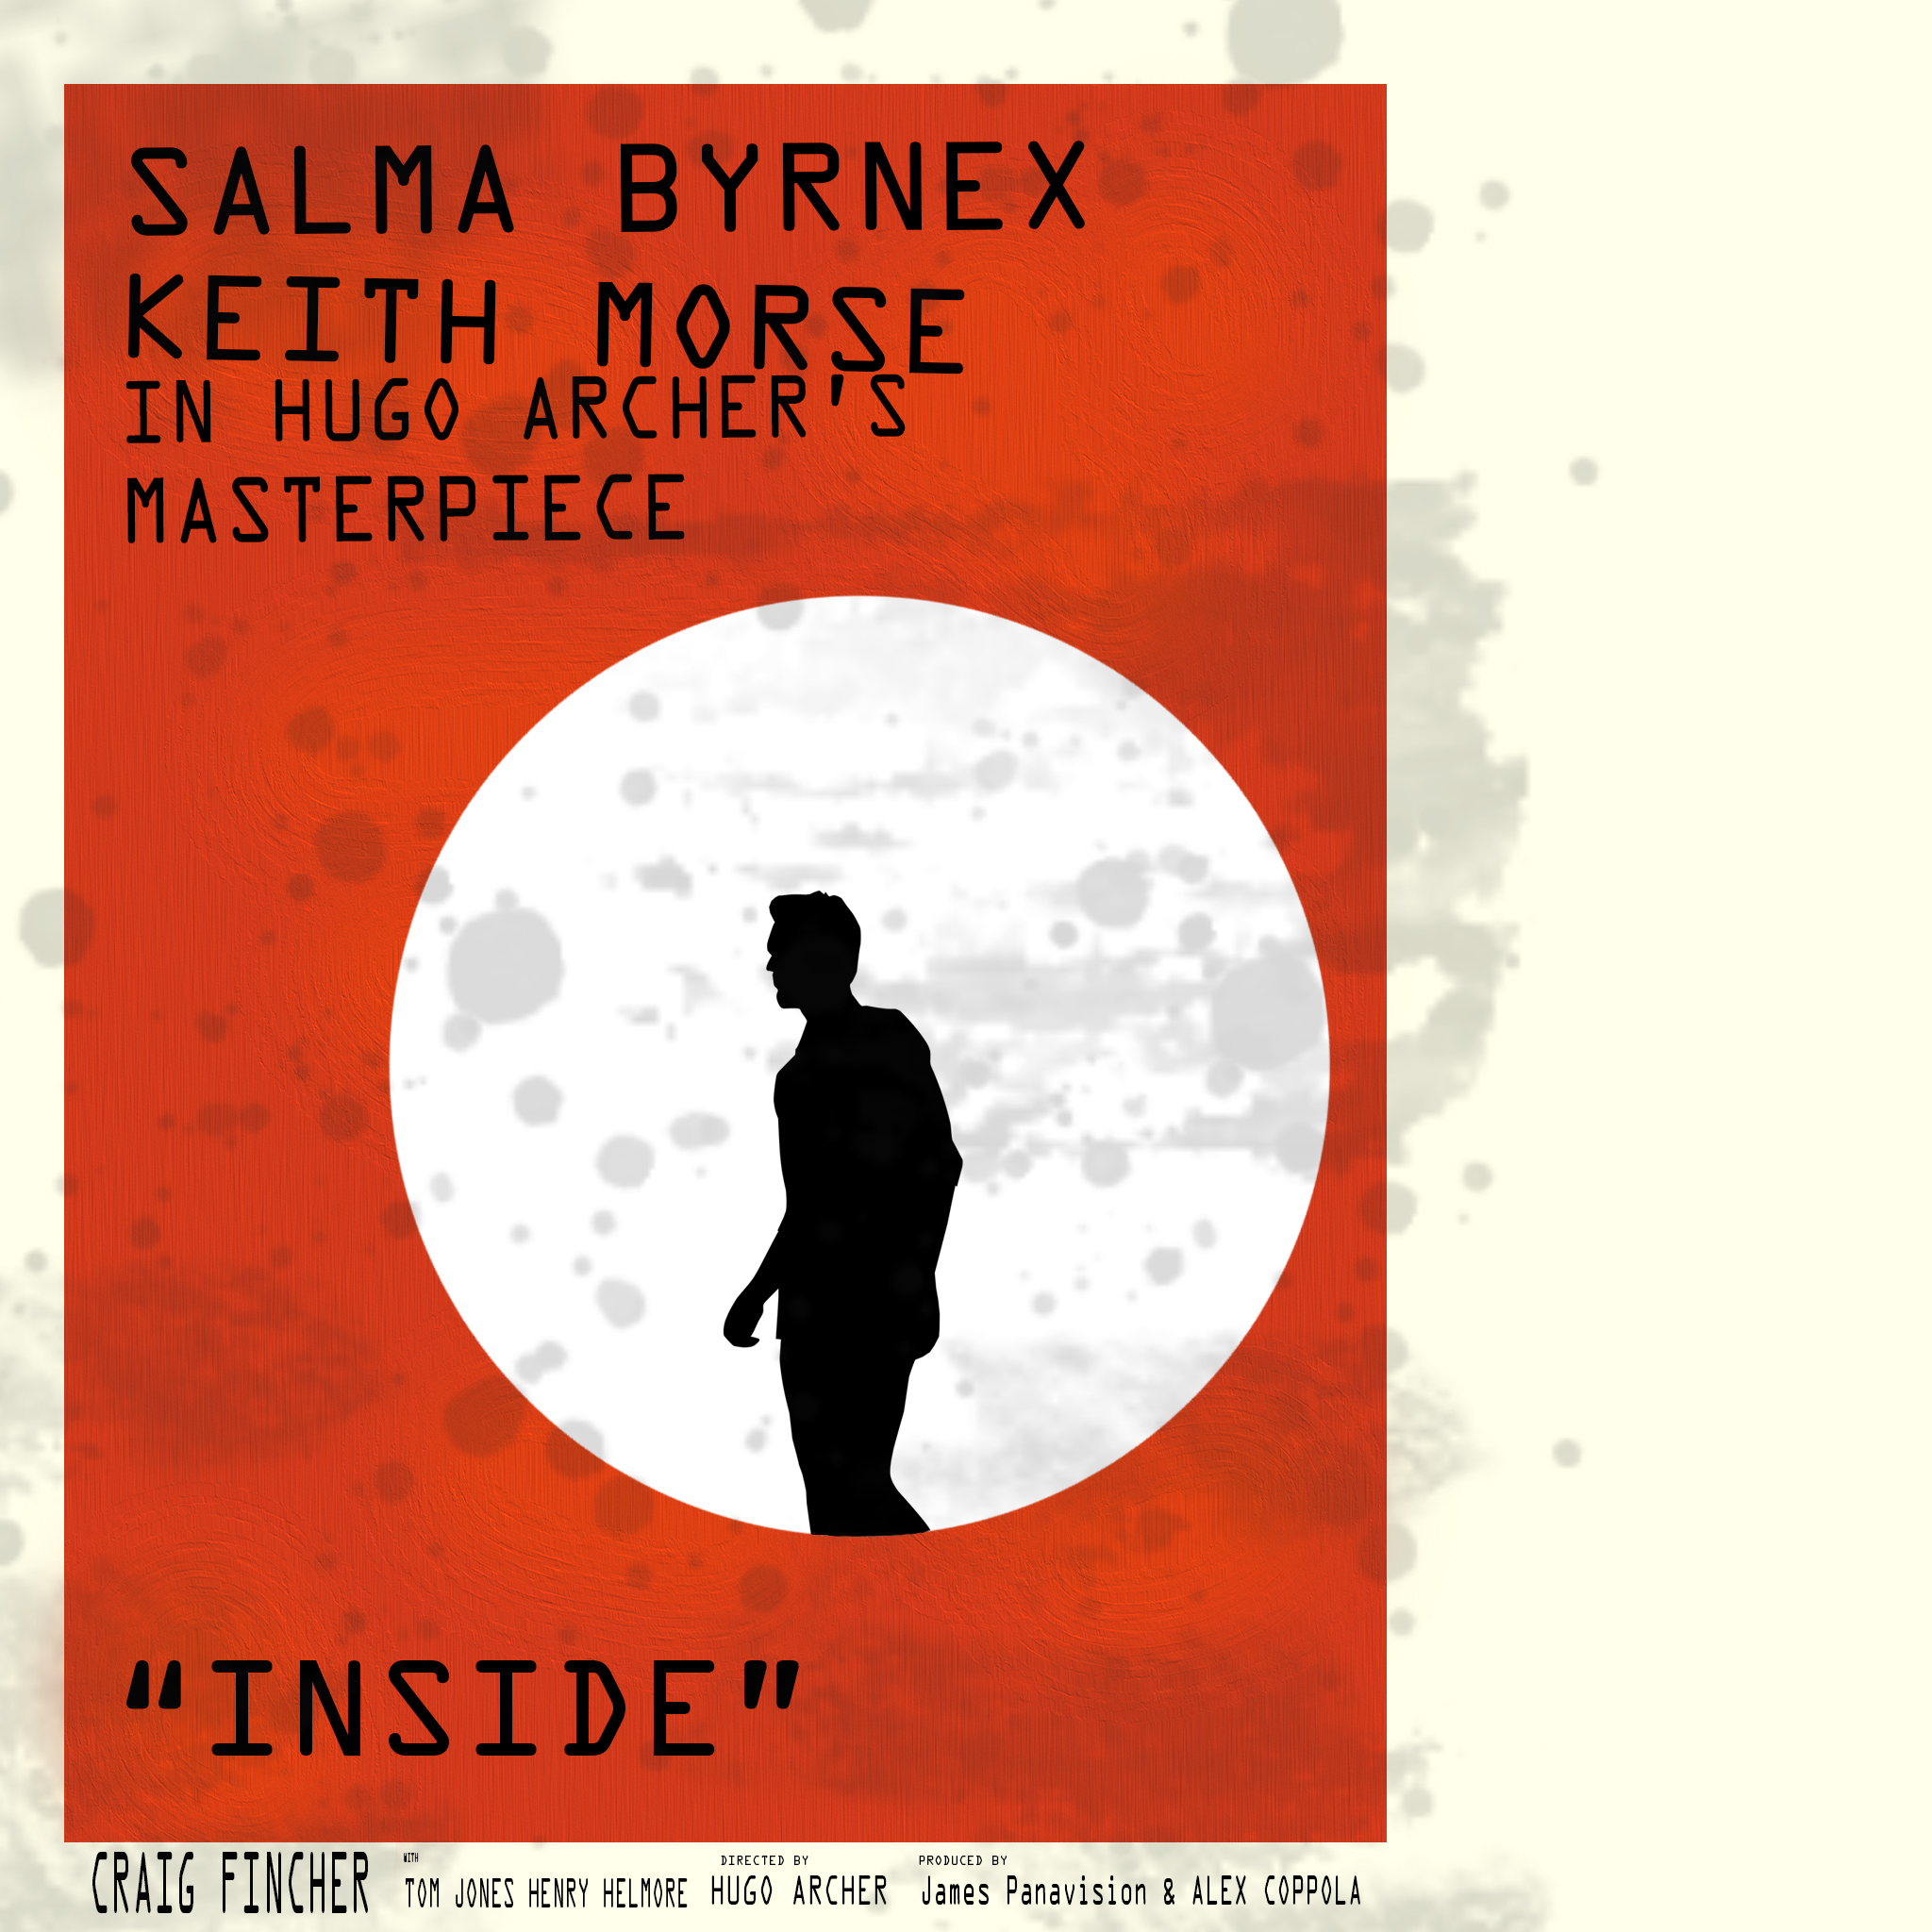 SALMA BYRNEX
KEITH MORSE
IN HUGO ARCHER'S
MASTERPIECE
“INSIDE”
CRAIG FINCHER
WITH
TOM JONES HENRY HELMORE
DIRECTED BY
HUGO ARCHER
PRODUCED BY
James Panavision & ALEX COPPOLA